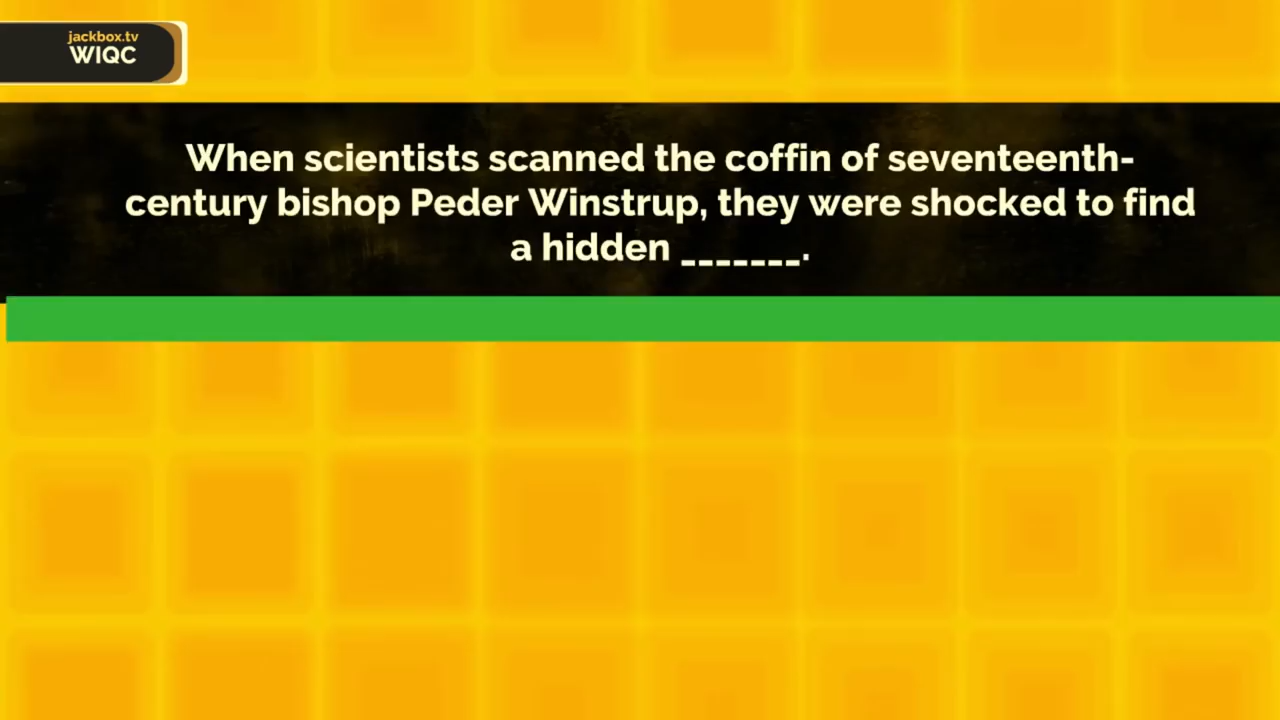 jackbox.tv
WIQC
When scientists scanned the coffin of seventeenth-
century bishop Peder Winstrup, they were shocked to find
a hidden _______.